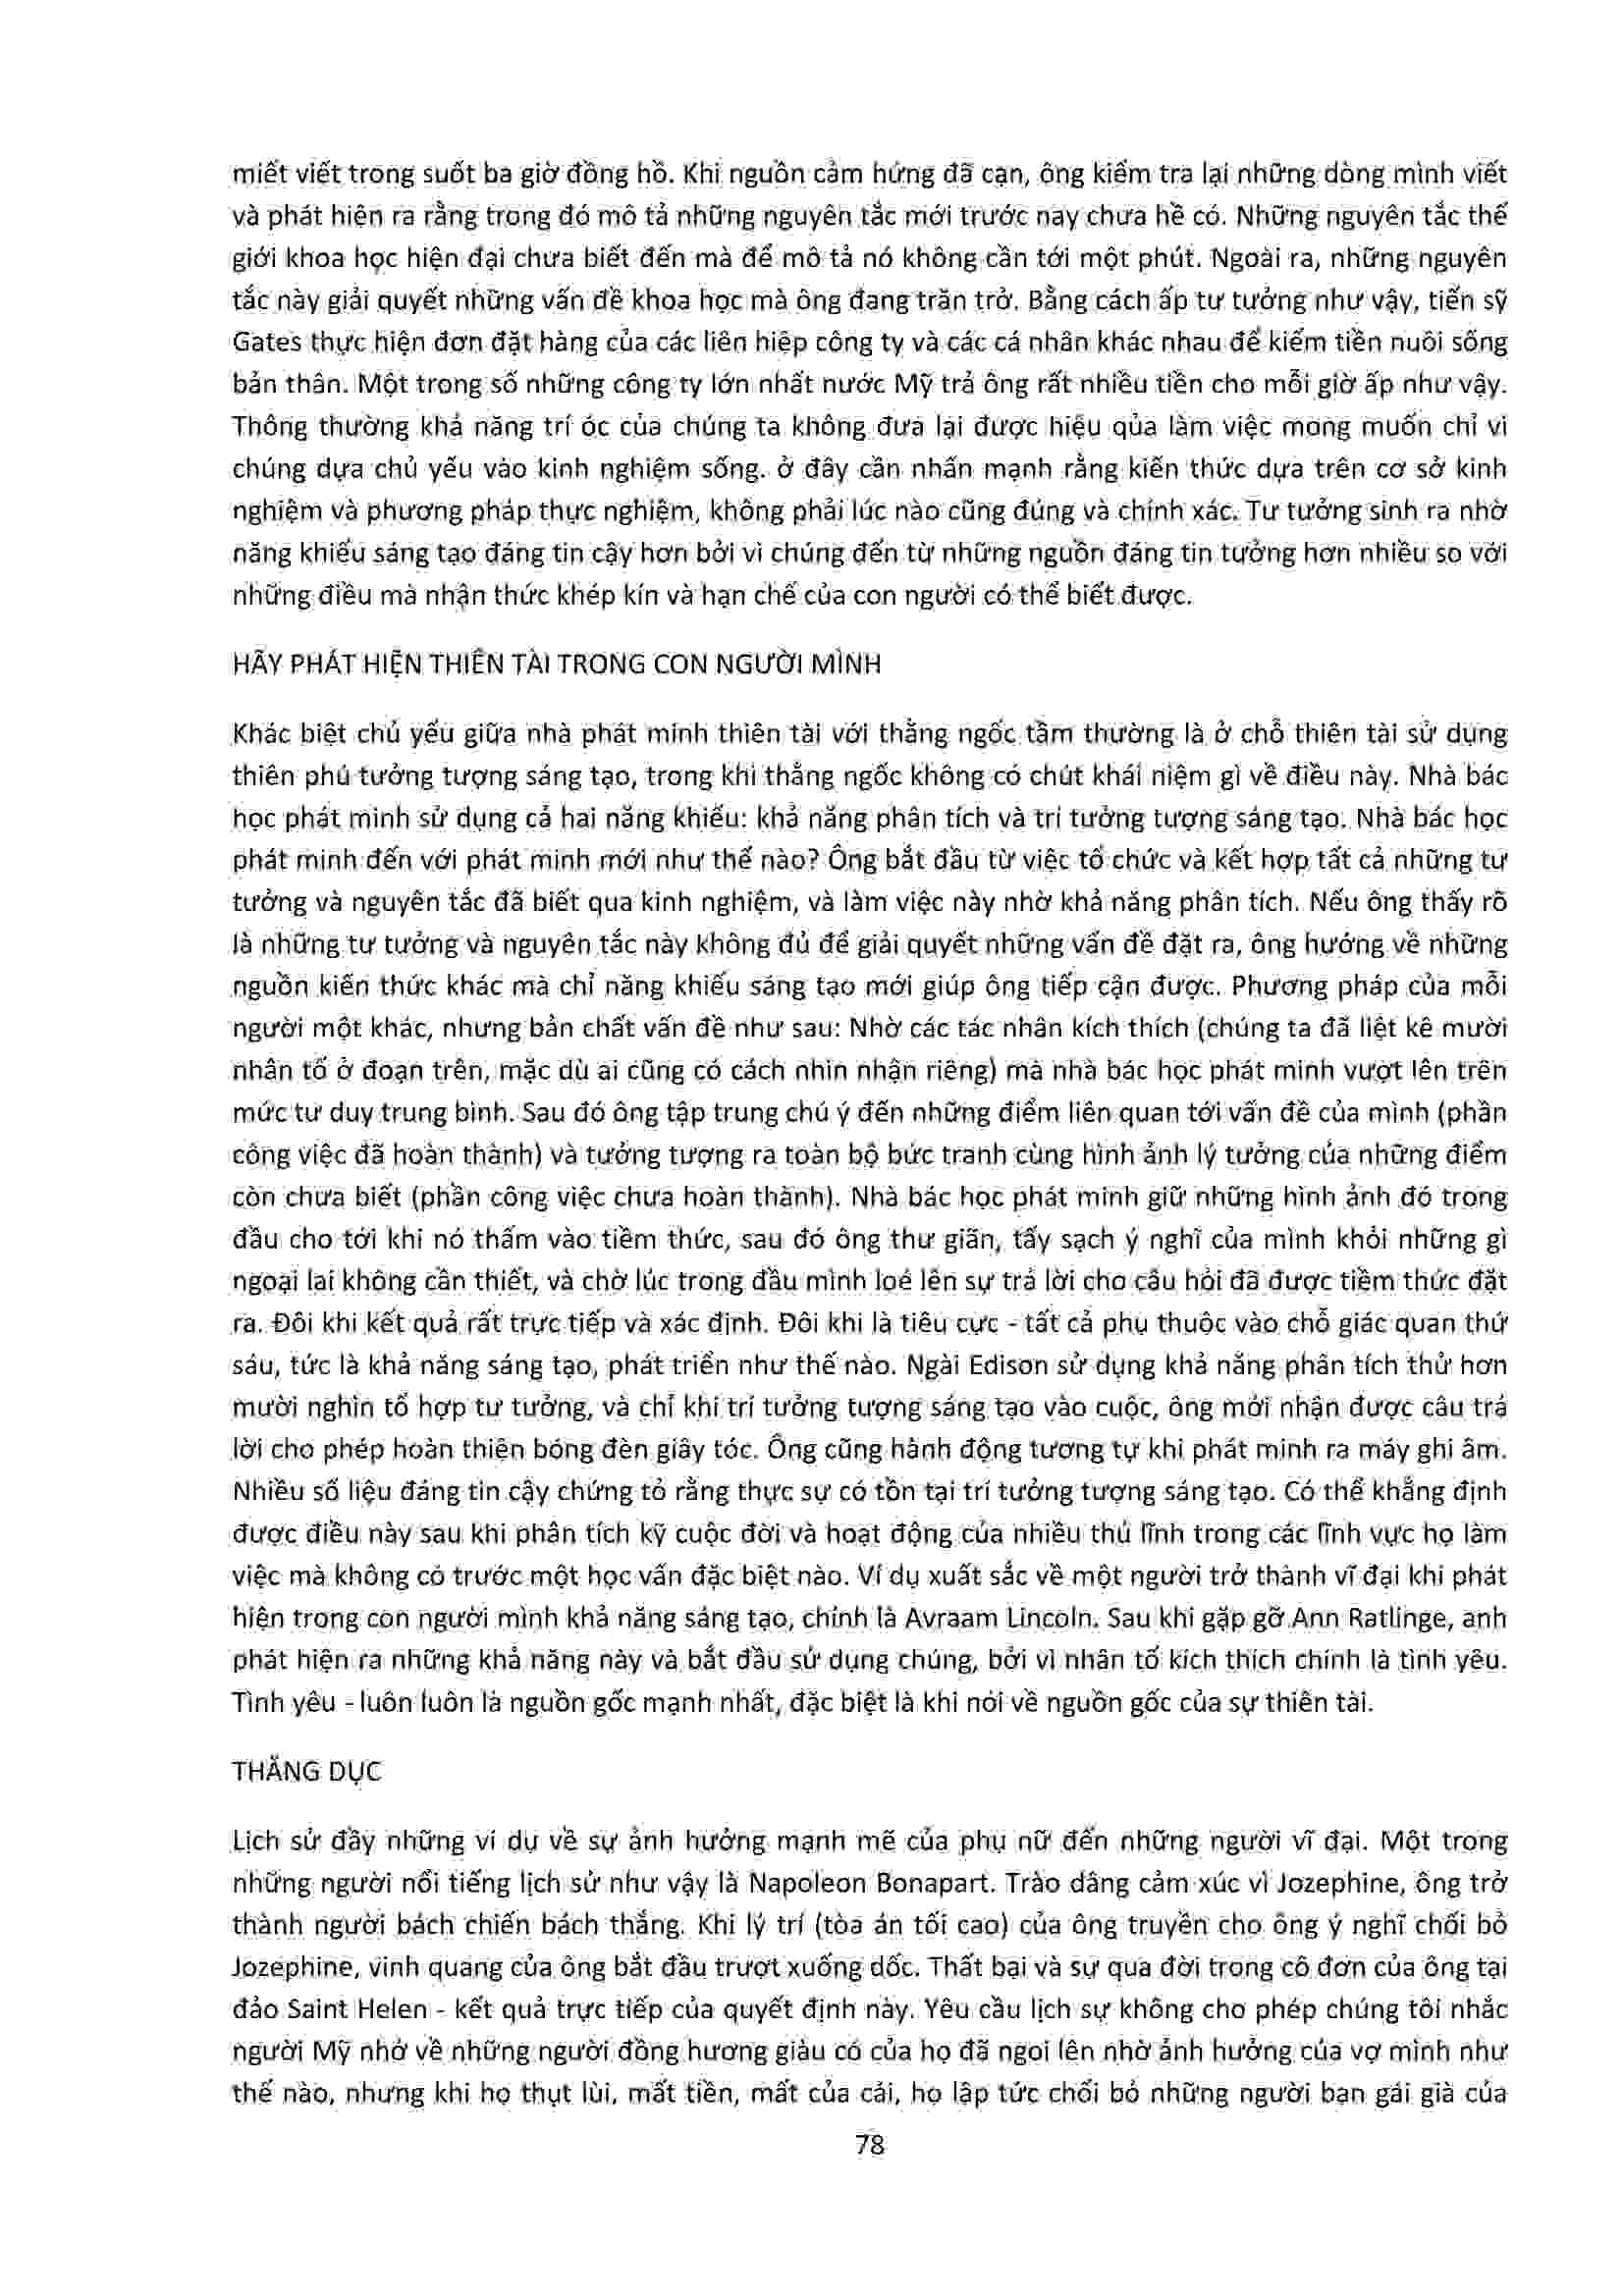 miết viết trong suốt ba giờ đồng hồ. Khi nguồn cảm hứng đã cạn, ông kiểm tra lại những dòng mình viết
và phát hiện ra rằng trong đó mô tả những nguyên tắc mới trước nay chưa hề có. Những nguyên tắc thế
giới khoa học hiện đại chưa biết đến mà để mô tả nó không cần tới một phút. Ngoài ra, những nguyên
tắc này giải quyết những vấn đề khoa học mà ông đang trăn trở. Bằng cách ấp tư tưởng như vậy, tiến sỹ
Gates thực hiện đơn đặt hàng của các liên hiệp công ty và các cá nhân khác nhau để kiếm tiền nuôi sống
bản thân. Một trong số những công ty lớn nhất nước Mỹ trả ông rất nhiều tiền cho mỗi giờ ấp như vậy.
Thông thường khả năng trí óc của chúng ta không đưa lại được hiệu qủa làm việc mong muốn chỉ vì
chúng dựa chủ yếu vào kinh nghiệm sống. ở đây cần nhấn mạnh rằng kiến thức dựa trên cơ sở kinh
nghiệm và phương pháp thực nghiệm, không phải lúc nào cũng đúng và chính xác. Tư tưởng sinh ra nhờ
năng khiếu sáng tạo đáng tin cậy hơn bởi vì chúng đến từ những nguồn đáng tin tưởng hơn nhiều so với
những điều mà nhận thức khép kín và hạn chế của con người có thể biết được.
HÃY PHÁT HIỆN THIÊN TÀI TRONG CON NGƯỜI MÌNH
Khác biệt chủ yếu giữa nhà phát minh thiên tài với thằng ngốc tầm thường là ở chỗ thiên tài sử dụng
thiên phú tưởng tượng sáng tạo, trong khi thằng ngốc không có chút khái niệm gì về điều này. Nhà bác
học phát minh sử dụng cả hai năng khiếu: khả năng phân tích và trí tưởng tượng sáng tạo. Nhà bác học
phát minh đến với phát minh mới như thế nào? Ông bắt đầu từ việc tổ chức và kết hợp tất cả những tư
tưởng và nguyên tắc đã biết qua kinh nghiệm, và làm việc này nhờ khả năng phân tích. Nếu ông thấy rõ
là những tư tưởng và nguyên tắc này không đủ để giải quyết những vấn đề đặt ra, ông hướng về những
nguồn kiến thức khác mà chỉ năng khiếu sáng tạo mới giúp ông tiếp cận được. Phương pháp của mỗi
người một khác, nhưng bản chất vấn đề như sau: Nhờ các tác nhân kích thích (chúng ta đã liệt kê mười
nhân tố ở đoạn trên, mặc dù ai cũng có cách nhìn nhận riêng) mà nhà bác học phát minh vượt lên trên
mức tư duy trung bình. Sau đó ông tập trung chú ý đến những điểm liên quan tới vấn đề của mình (phần
công việc đã hoàn thành) và tưởng tượng ra toàn bộ bức tranh cùng hình ảnh lý tưởng của những điểm
còn chưa biết (phần công việc chưa hoàn thành). Nhà bác học phát minh giữ những hình ảnh đó trong
đầu cho tới khi nó thấm vào tiềm thức, sau đó ông thư giãn, tẩy sạch ý nghĩ của mình khỏi những gì
ngoại lai không cần thiết, và chờ lúc trong đầu mình loé lên sự trả lời cho câu hỏi đã được tiềm thức đặt
ra. Đôi khi kết quả rất trực tiếp và xác định. Đôi khi là tiêu cực - tất cả phụ thuộc vào chỗ giác quan thứ
sáu, tức là khả năng sáng tạo, phát triển như thế nào. Ngài Edison sử dụng khả năng phân tích thử hơn
mười nghìn tổ hợp tư tưởng, và chỉ khi trí tưởng tượng sáng tạo vào cuộc, ông mới nhận được câu trả
lời cho phép hoàn thiện bóng đèn giây tóc. Ông cũng hành động tương tự khi phát minh ra máy ghi âm.
Nhiều số liệu đáng tin cậy chứng tỏ rằng thực sự có tồn tại trí tưởng tượng sáng tạo. Có thể khẳng định
được điều này sau khi phân tích kỹ cuộc đời và hoạt động của nhiều thủ lĩnh trong các lĩnh vực họ làm
việc mà không có trước một học vấn đặc biệt nào. Ví dụ xuất sắc về một người trở thành vĩ đại khi phát
hiện trong con người mình khả năng sáng tạo, chính là Avraam Lincoln. Sau khi gặp gỡ Ann Ratlinge, anh
phát hiện ra những khả năng này và bắt đầu sử dụng chúng, bởi vì nhân tố kích thích chính là tình yêu.
Tình yêu - luôn luôn là nguồn gốc mạnh nhất, đặc biệt là khi nói về nguồn gốc của sự thiên tài.
THĂNG DỤC
Lịch sử đầy những ví dụ về sự ảnh hưởng mạnh mẽ của phụ nữ đến những người vĩ đại. Một trong
những người nổi tiếng lịch sử như vậy là Napoleon Bonapart. Trào dâng cảm xúc vì Jozephine, ông trở
thành người bách chiến bách thắng. Khi lý trí (tòa án tối cao) của ông truyền cho ông ý nghĩ chối bỏ
Jozephine, vinh quang của ông bắt đầu trượt xuống dốc. Thất bại và sự qua đời trong cô đơn của ông tại
đảo Saint Helen - kết quả trực tiếp của quyết định này. Yêu cầu lịch sự không cho phép chúng tôi nhắc
người Mỹ nhớ về những người đồng hương giàu có của họ đã ngoi lên nhờ ảnh hưởng của vợ mình như
thế nào, nhưng khi họ thụt lùi, mất tiền, mất của cải, họ lập tức chối bỏ những người bạn gái già của
78